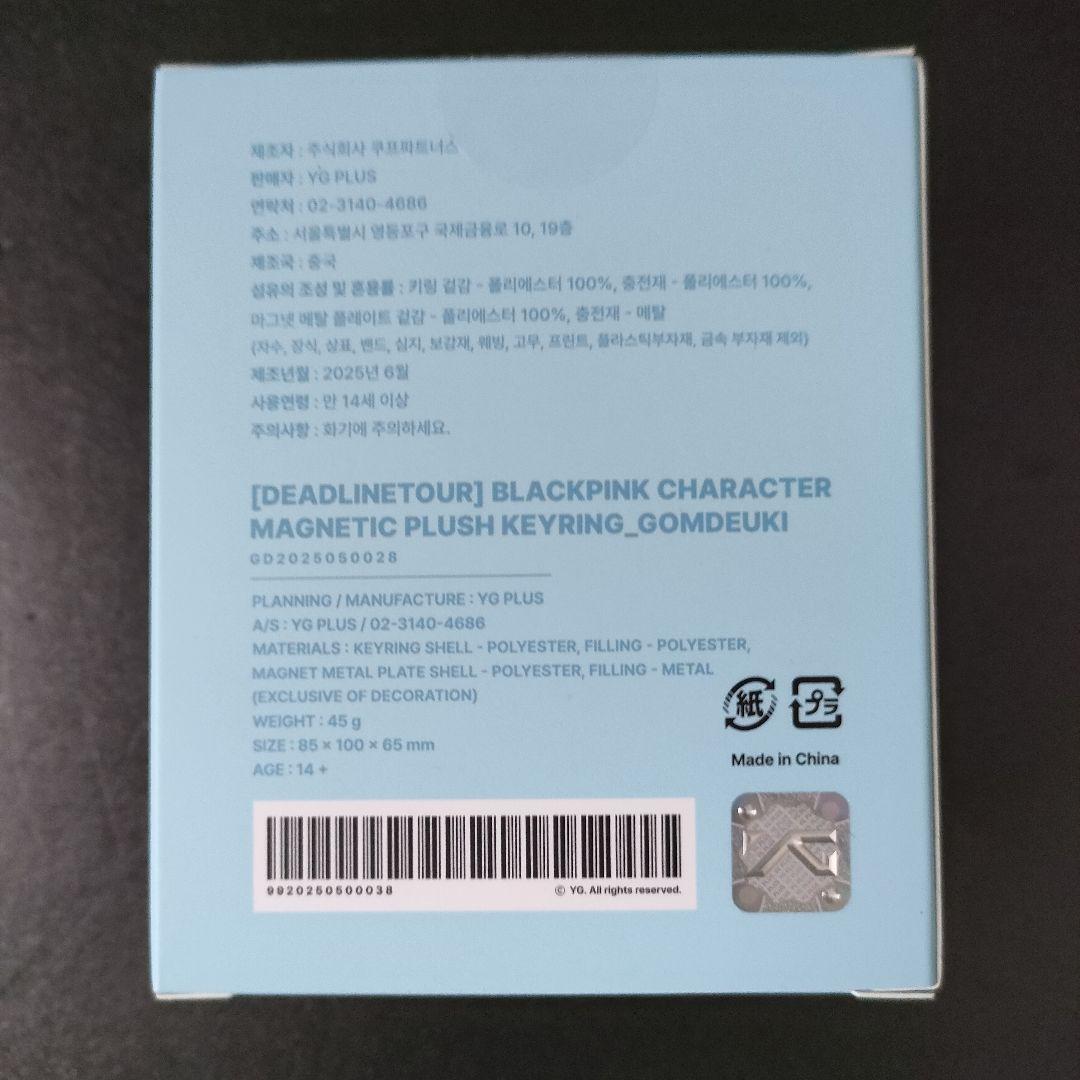 제조자 : 주식회사 쿠프파트너스
판매자 : YG PLUS
연락처 : 02-3140-4686
주소 : 서울특별시 영등포구 국제금융로 10, 19층
제조국 : 중국
섬유의 조성 및 혼용률 : 키링 겉감 - 폴리에스터 100%, 충전재 - 폴리에스터 100%,
마그넷 메탈 플레이트 겉감 - 폴리에스터 100%, 충전재 - 메탈
(자수, 장식, 상표, 밴드, 심지, 보강재, 웨빙, 고무, 프린트, 플라스틱부자재, 금속 부자재 제외)
제조년월 : 2025년 6월
사용연령 : 만 14세 이상
주의사항 : 화기에 주의하세요.
[DEADLINETOUR] BLACKPINK CHARACTER
MAGNETIC PLUSH KEYRING_GOMDEUKI
GD2025050028
PLANNING / MANUFACTURE : YG PLUS
A/S : YG PLUS / 02-3140-4686
MATERIALS : KEYRING SHELL - POLYESTER, FILLING - POLYESTER,
MAGNET METAL PLATE SHELL - POLYESTER, FILLING - METAL
(EXCLUSIVE OF DECORATION)
WEIGHT : 45 g
SIZE : 85 × 100 × 65 mm
AGE : 14 +
紙 プラ
Made in China
9920250500038
© YG. All rights reserved.
YG